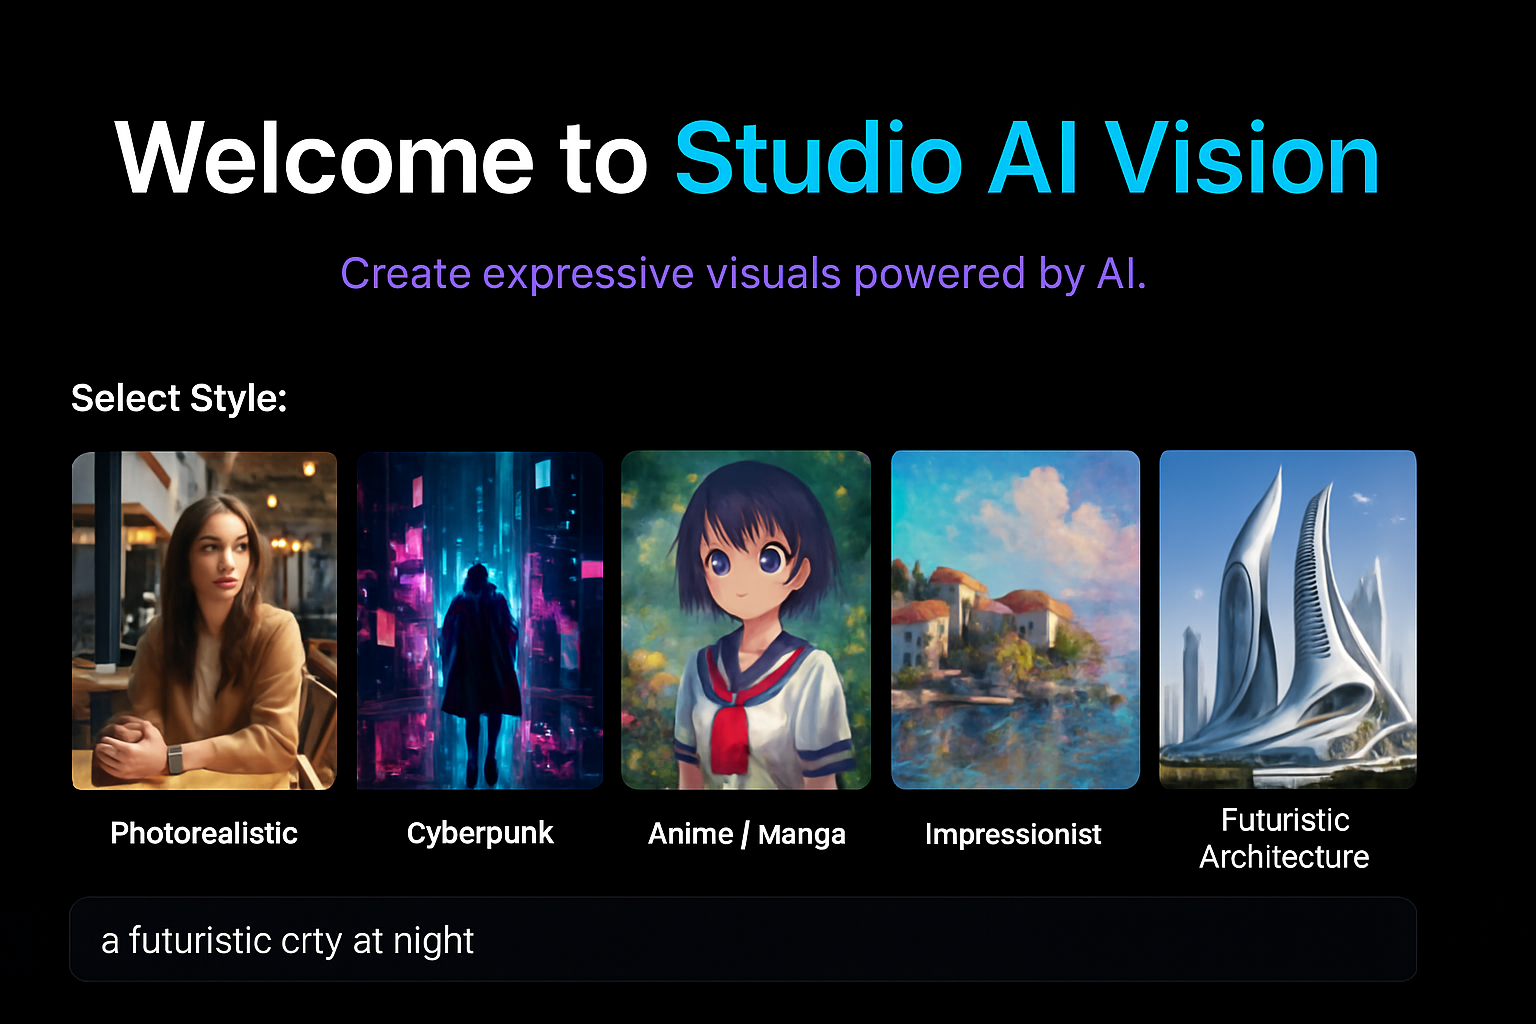 Welcome to Studio AI Vision
Create expressive visuals powered by AI.
Select Style:
Photorealistic
Cyberpunk
Anime / Manga
Impressionist
Futuristic
Architecture
a futuristic crty at night